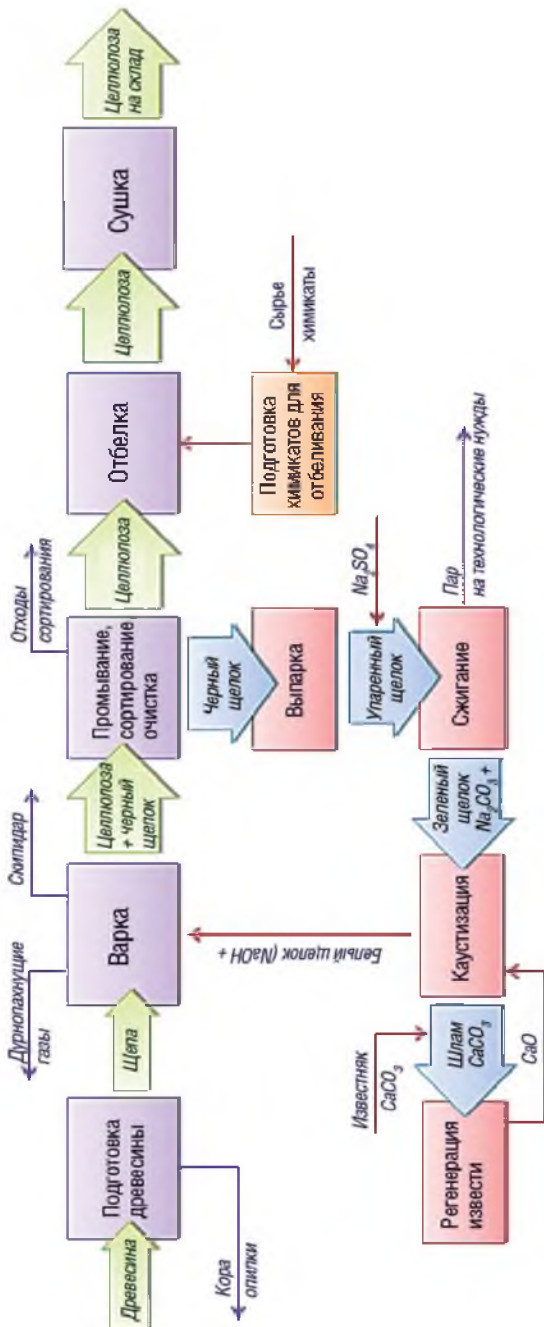 Древесина
Подготовка
древесины
Кора
опилки
Щепа
Дурнопахнущие
газы
Варка
Скипидар
Целлюлоза
+ черный
щелок
Промывание,
сортирование,
очистка
Отходы
сортирования
Целлюлоза
Отбелка
Целлюлоза
Сушка
Целлюлоза
на склад
Сырье
химикаты
Подготовка
химикатов для
отбеливания
Черный
щелок
Выпарка
Na₂SO₄
Упаренный
щелок
Сжигание
Пар
на технологические нужды
Зеленый
щелок
Na₂CO₃ +
Каустизация
Белый щелок (NaOH +
Известняк
CaCO₃
Шлам
CaCO₃
Регенерация
извести
CaO